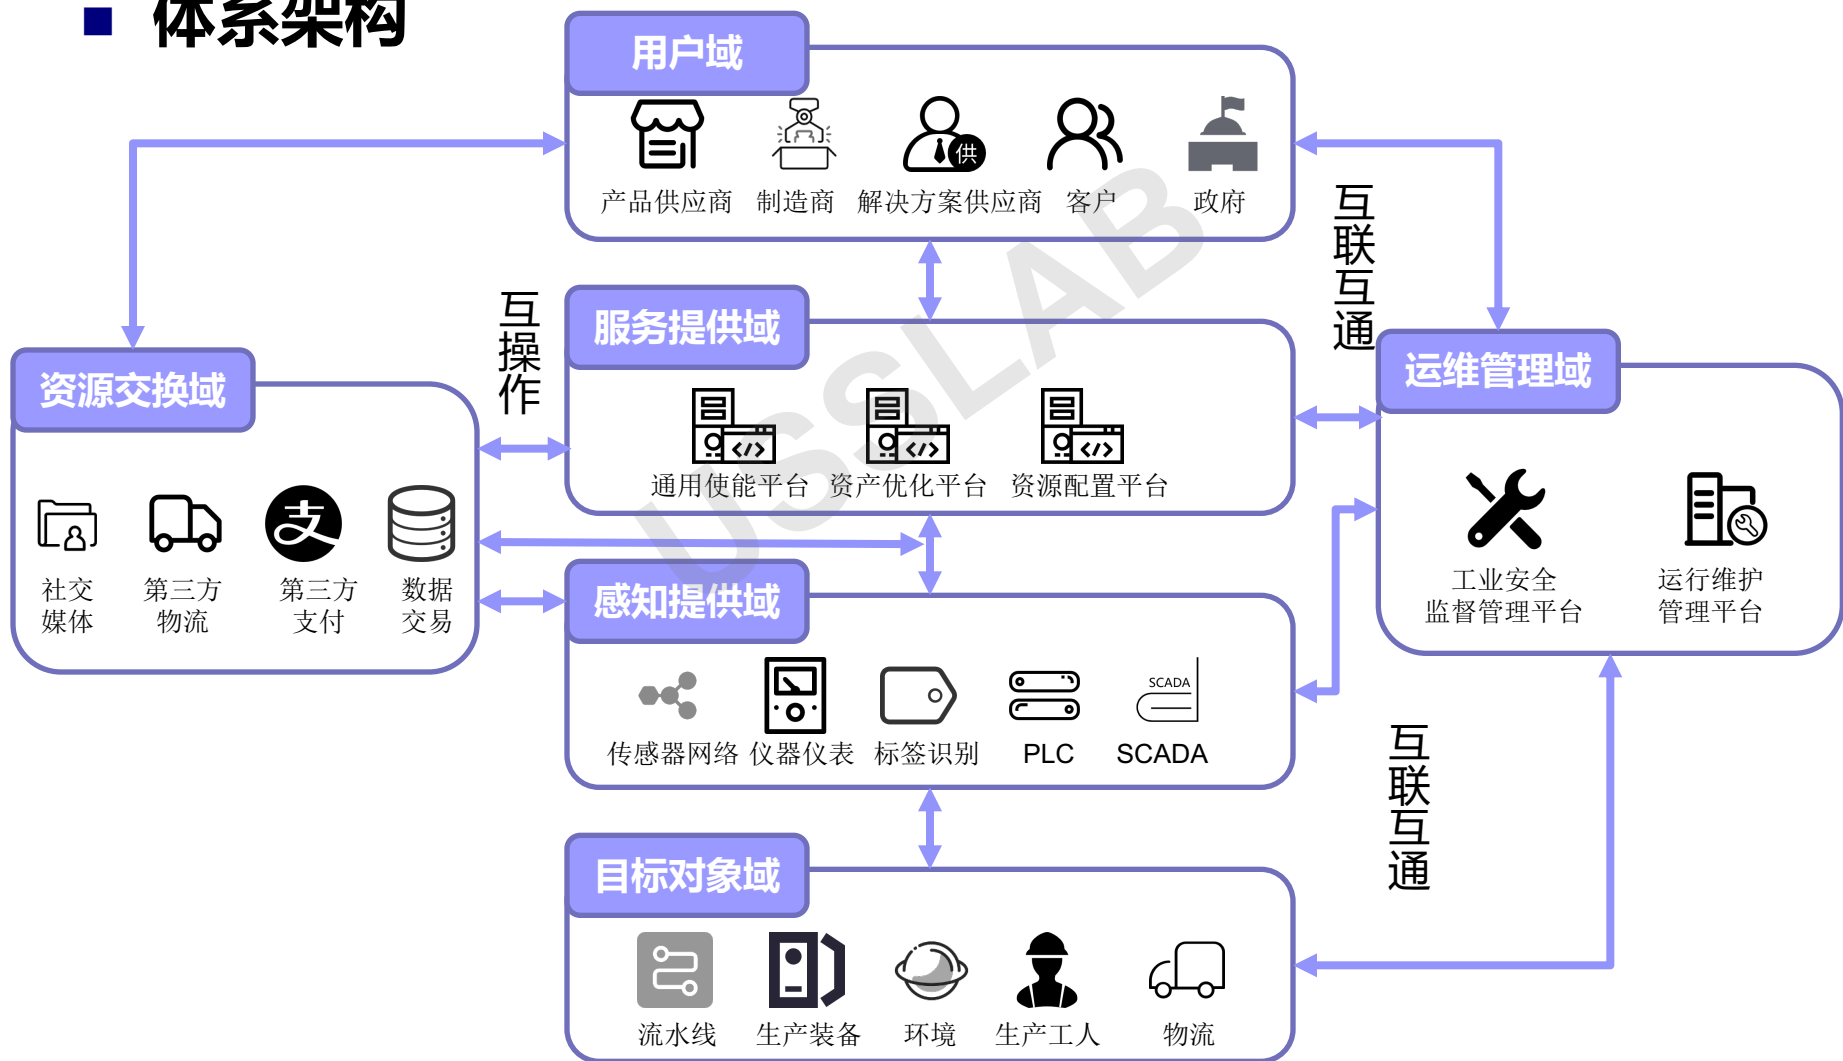 体系架构
用户域
供
产品供应商 制造商 解决方案供应商 客户 政府
互联互通
服务提供域
互操作
通用使能平台 资产优化平台 资源配置平台
资源交换域
支
社交
媒体
第三方
物流
第三方
支付
数据
交易
运维管理域
工业安全
监督管理平台
运行维护
管理平台
感知提供域
SCADA
传感器网络 仪器仪表 标签识别 PLC SCADA
互联互通
目标对象域
流水线 生产装备 环境 生产工人 物流
USSLAB